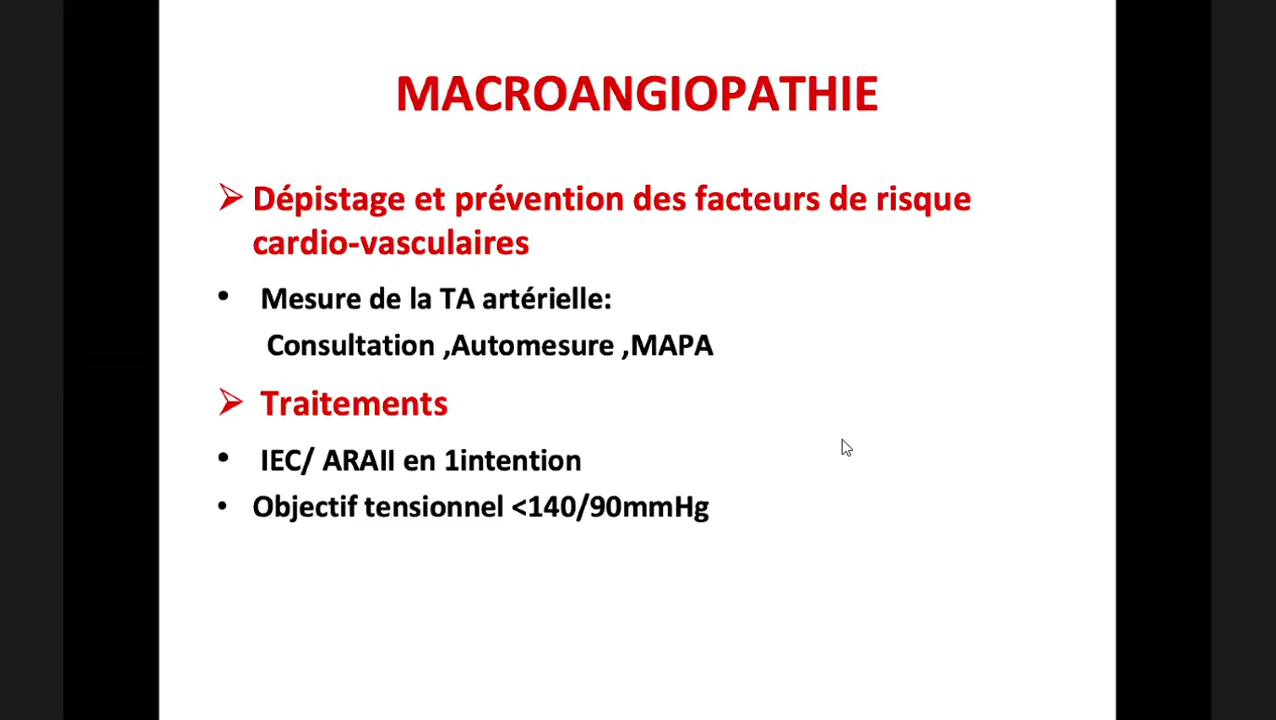 MACROANGIOPATHIE
➢ Dépistage et prévention des facteurs de risque
cardio-vasculaires
• Mesure de la TA artérielle:
Consultation ,Automesure ,MAPA
➢ Traitements
• IEC/ ARAII en 1intention
• Objectif tensionnel <140/90mmHg